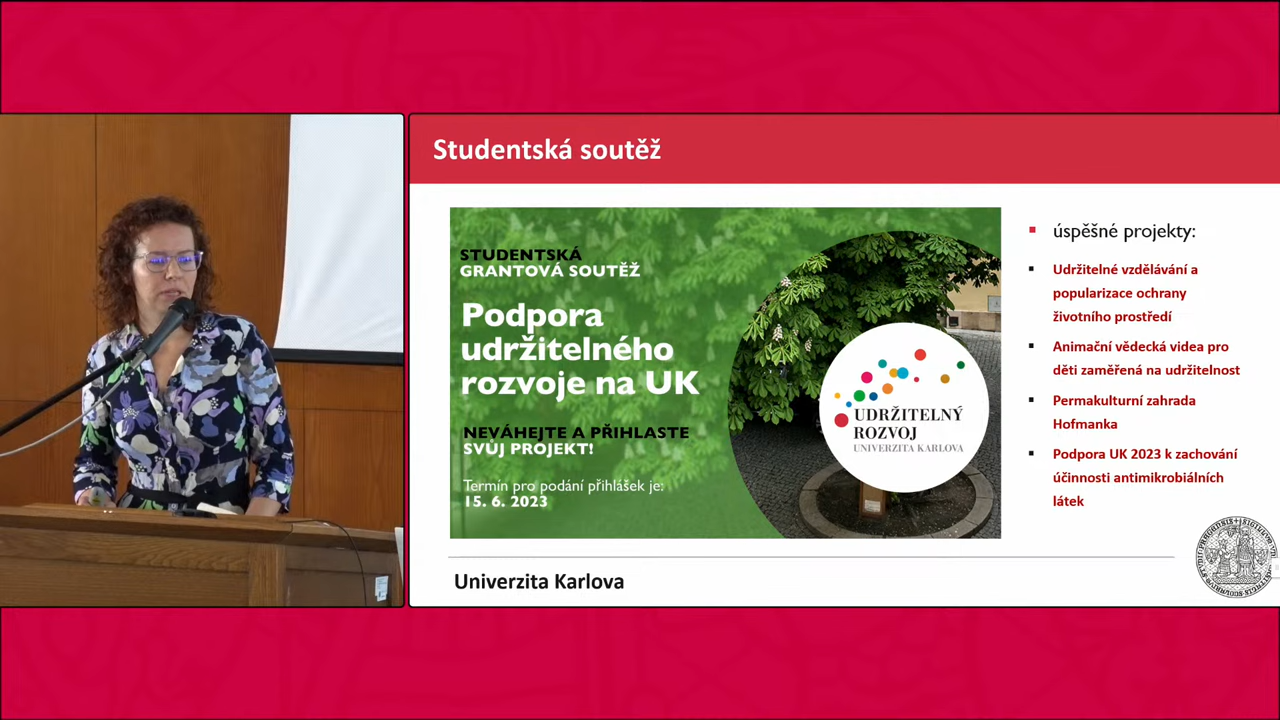 Studentská soutěž
STUDENTSKÁ
GRANTOVÁ SOUTĚŽ
Podpora
udržitelného
rozvoje na UK
NEVÁHEJTE A PŘIHLASTE
SVŮJ PROJEKT!
Termín pro podání přihlášek je:
15. 6. 2023
UDRŽITELNÝ
ROZVOJ
UNIVERZITA KARLOVA
úspěšné projekty:
Udržitelné vzdělávání a
popularizace ochrany
životního prostředí
Animační vědecká videa pro
děti zaměřená na udržitelnost
Permakulturní zahrada
Hofmanka
Podpora UK 2023 k zachování
účinnosti antimikrobiálních
látek
Univerzita Karlova